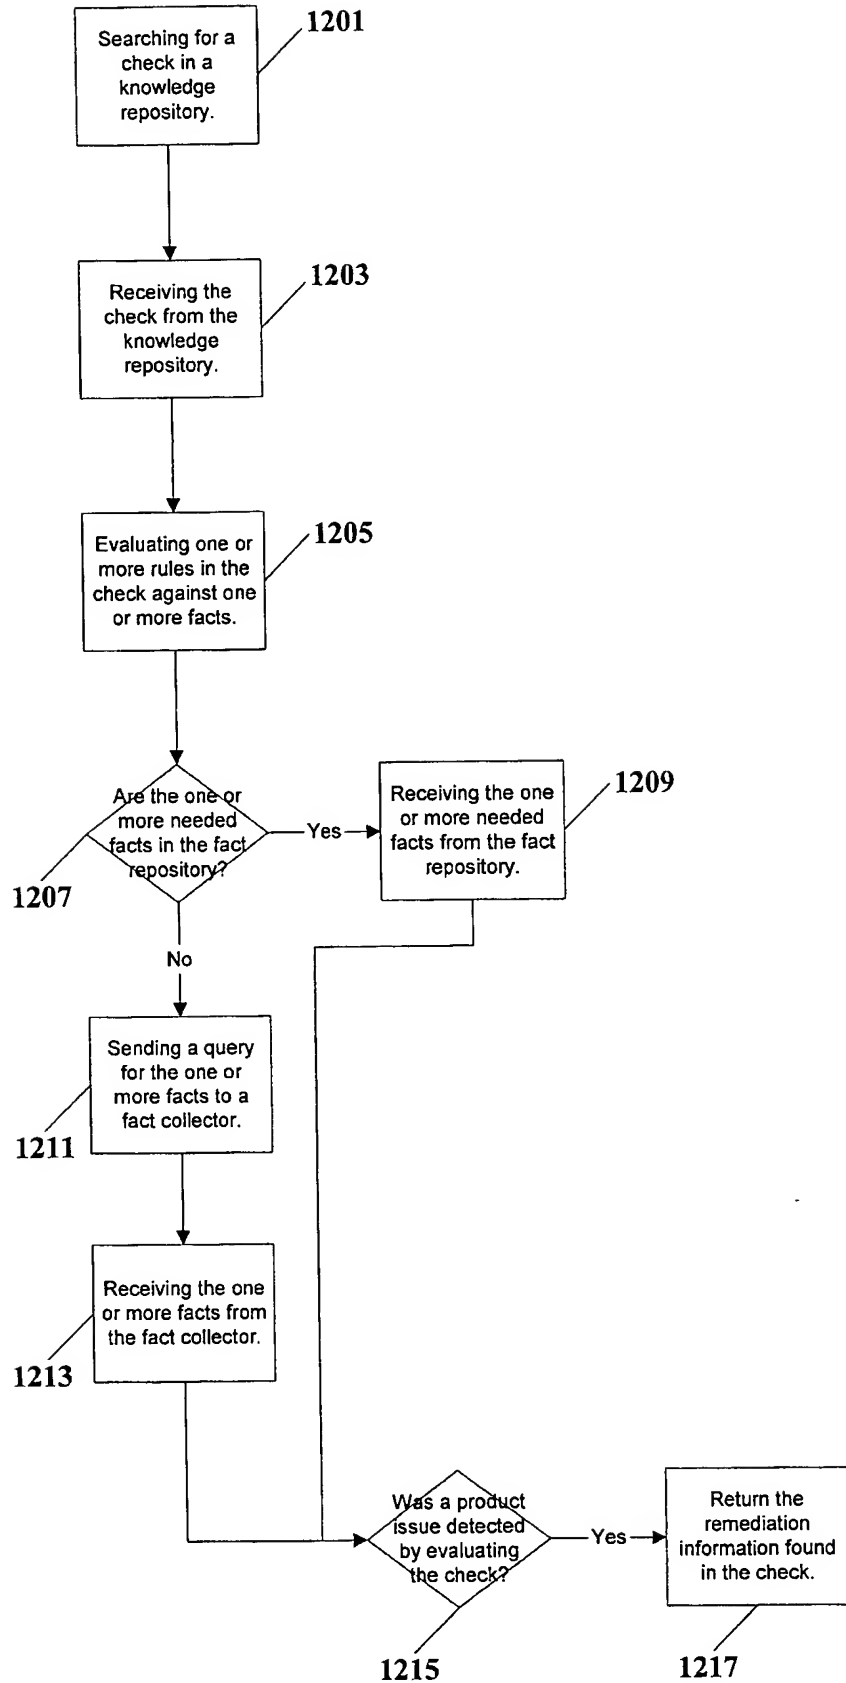 1201
Searching for a
check in a
knowledge
repository.
1203
Receiving the
check from the
knowledge
repository.
1205
Evaluating one or
more rules in the
check against one
or more facts.
Are the one or
more needed
facts in the fact
repository?
1207
Yes
Receiving the one
or more needed
facts from the fact
repository.
1209
No
Sending a query
for the one or
more facts to a
fact collector.
1211
Receiving the one
or more facts from
the fact collector.
1213
Was a product
issue detected
by evaluating
the check?
1215
Yes
Return the
remediation
information found
in the check.
1217